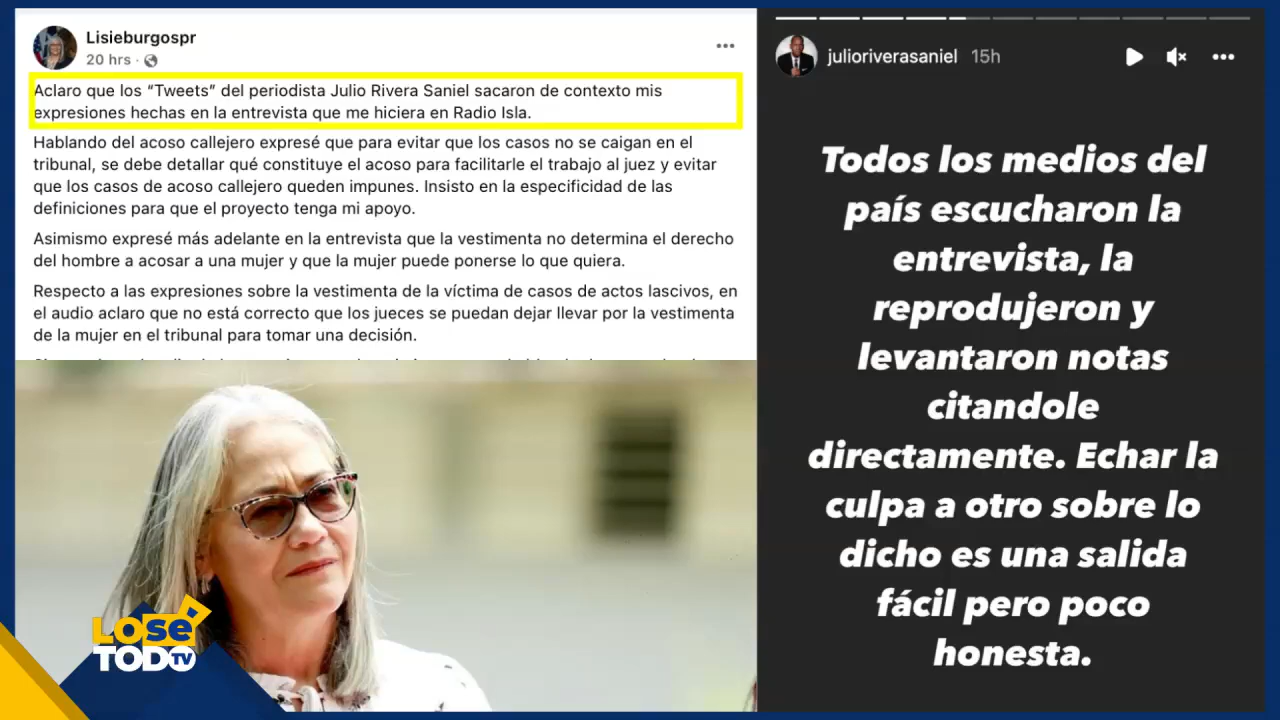 Lisieburgospr
20 hrs ·
Aclaro que los “Tweets” del periodista Julio Rivera Saniel sacaron de contexto mis
expresiones hechas en la entrevista que me hiciera en Radio Isla.
Hablando del acoso callejero expresé que para evitar que los casos no se caigan en el
tribunal, se debe detallar qué constituye el acoso para facilitarle el trabajo al juez y evitar
que los casos de acoso callejero queden impunes. Insisto en la especificidad de las
definiciones para que el proyecto tenga mi apoyo.
Asimismo expresé más adelante en la entrevista que la vestimenta no determina el derecho
del hombre a acosar a una mujer y que la mujer puede ponerse lo que quiera.
Respecto a las expresiones sobre la vestimenta de la víctima de casos de actos lascivos, en
el audio aclaro que no está correcto que los jueces se puedan dejar llevar por la vestimenta
de la mujer en el tribunal para tomar una decisión.
LOSÉ
TODO TV
julioriverasaniel 15h
Todos los medios del
país escucharon la
entrevista, la
reprodujeron y
levantaron notas
citandole
directamente. Echar la
culpa a otro sobre lo
dicho es una salida
fácil pero poco
honesta.